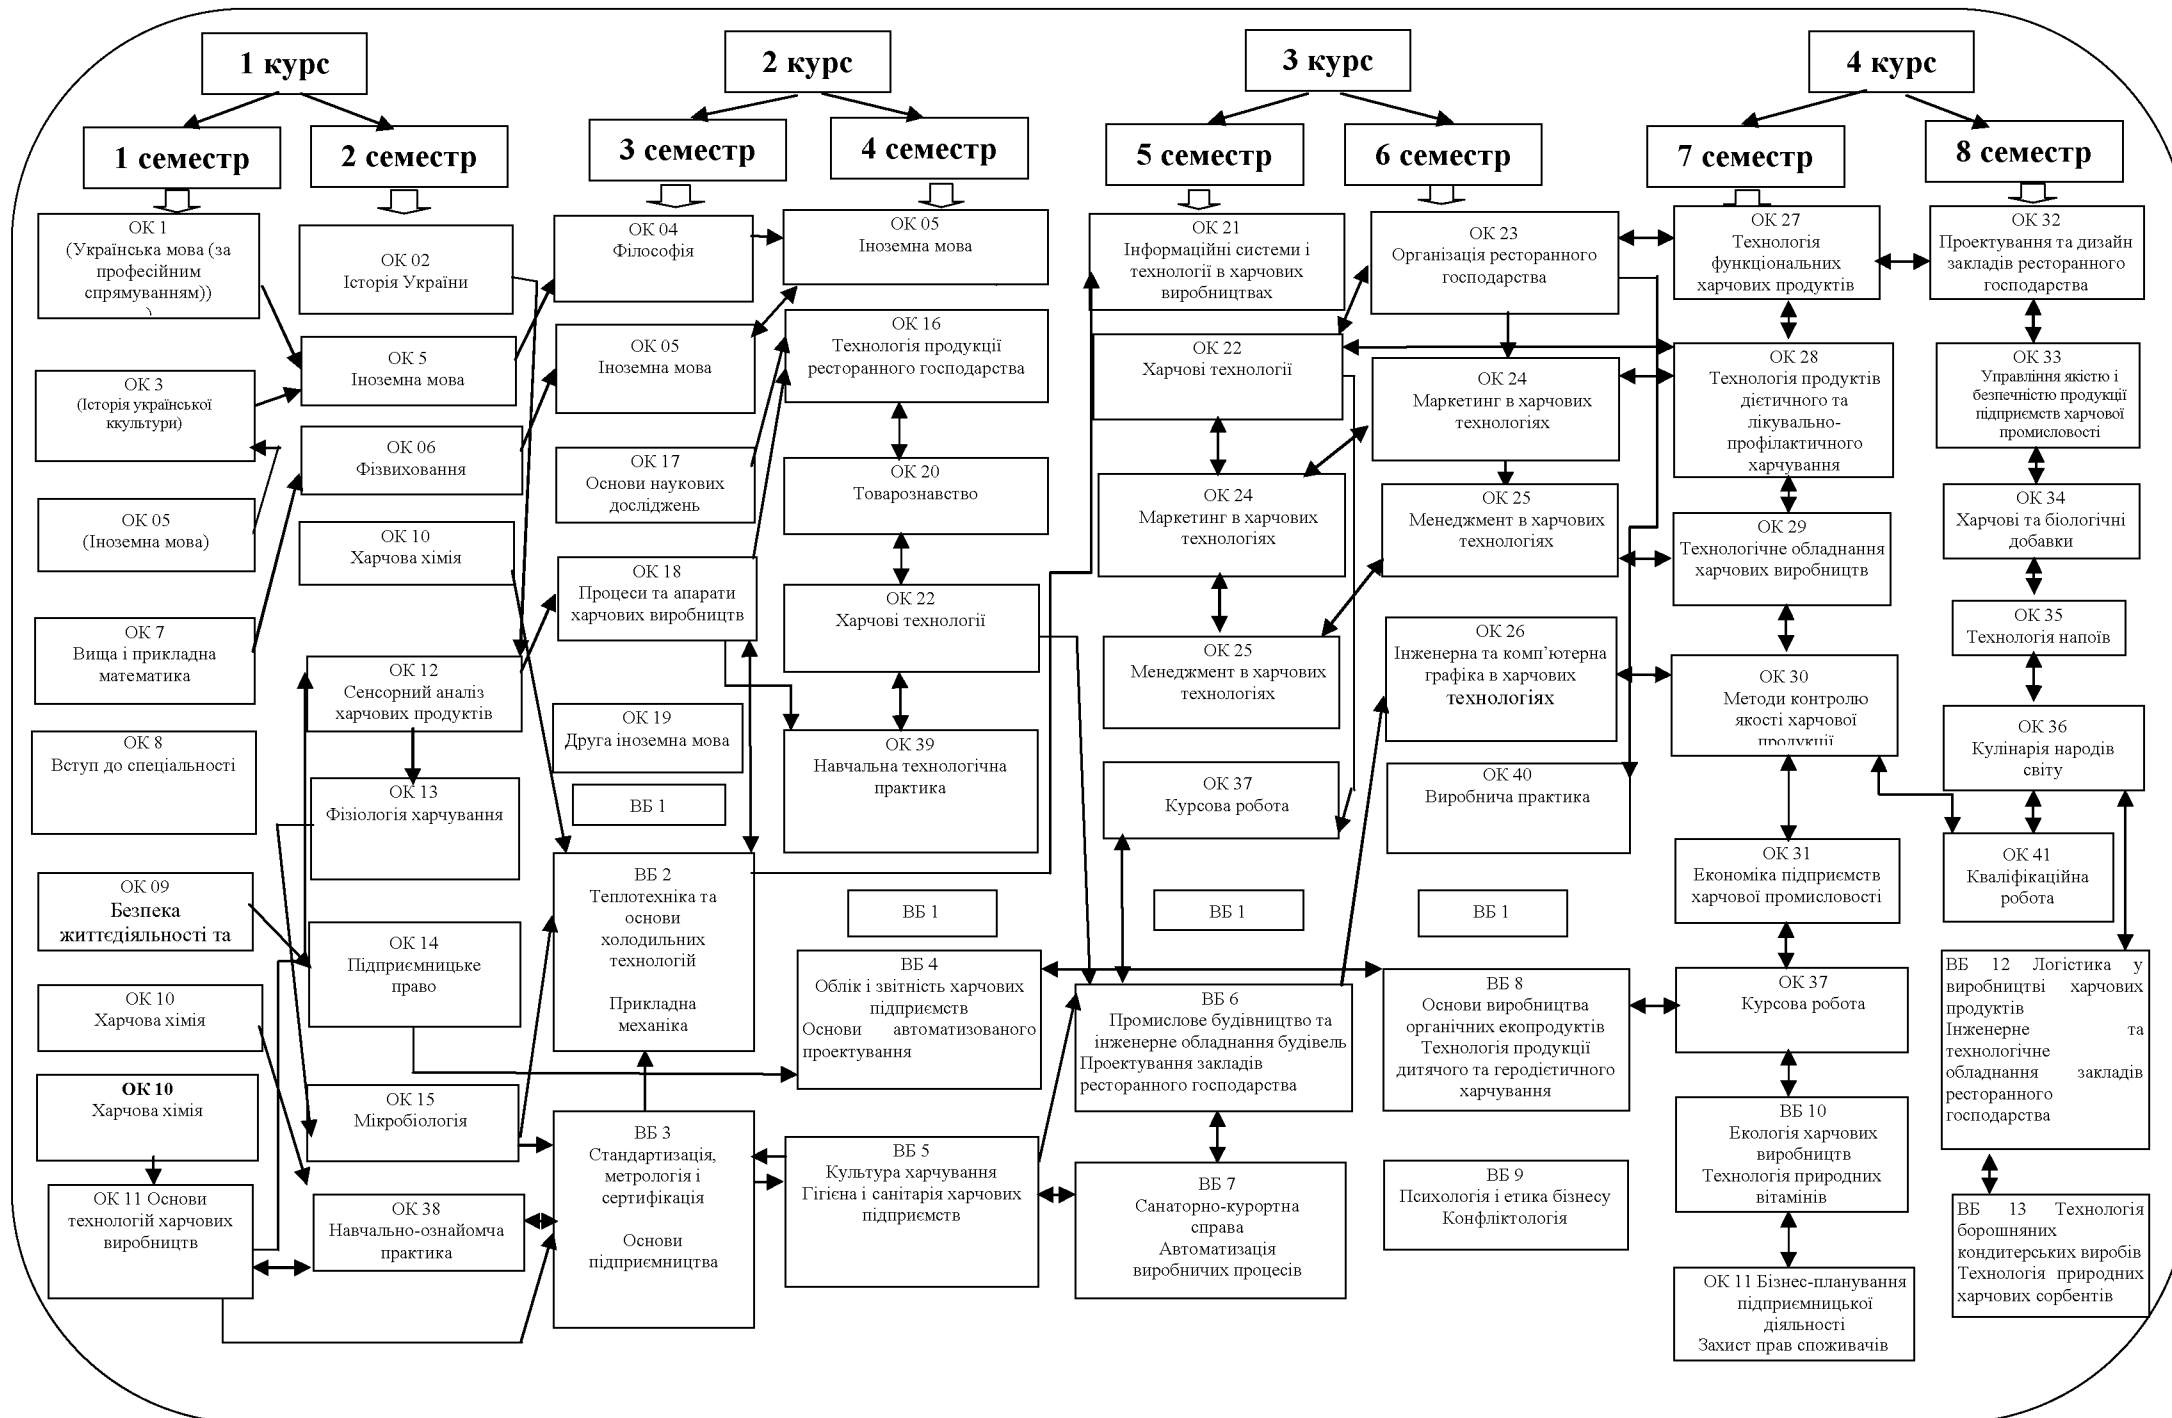 1 курс
2 курс
3 курс
4 курс
1 семестр
2 семестр
3 семестр
4 семестр
5 семестр
6 семестр
7 семестр
8 семестр
ОК 1
(Українська мова (за
професійним
спрямуванням))
)
ОК 3
(Історія української
ккультури)
ОК 05
(Іноземна мова)
ОК 7
Вища і прикладна
математика
ОК 8
Вступ до спеціальності
ОК 09
Безпека
життєдіяльності та
ОК 10
Харчова хімія
ОК 10
Харчова хімія
ОК 11 Основи
технологій харчових
виробництв
ОК 02
Історія України
ОК 5
Іноземна мова
ОК 06
Фізвиховання
ОК 10
Харчова хімія
ОК 12
Сенсорний аналіз
харчових продуктів
ОК 13
Фізіологія харчування
ОК 14
Підприємницьке
право
ОК 15
Мікробіологія
ОК 38
Навчально-ознайомча
практика
ОК 04
Філософія
ОК 05
Іноземна мова
ОК 17
Основи наукових
досліджень
ОК 18
Процеси та апарати
харчових виробництв
ОК 19
Друга іноземна мова
ВБ 1
ВБ 2
Теплотехніка та
основи
холодильних
технологій
Прикладна
механіка
ВБ 3
Стандартизація,
метрологія і
сертифікація
Основи
підприємництва
ОК 05
Іноземна мова
ОК 16
Технологія продукції
ресторанного господарства
ОК 20
Товарознавство
ОК 22
Харчові технології
ОК 39
Навчальна технологічна
практика
ВБ 1
ВБ 4
Облік і звітність харчових
підприємств
Основи автоматизованого
проектування
ВБ 5
Культура харчування
Гігієна і санітарія харчових
підприємств
ОК 21
Інформаційні системи і
технології в харчових
виробництвах
ОК 22
Харчові технології
ОК 24
Маркетинг в харчових
технологіях
ОК 25
Менеджмент в харчових
технологіях
ОК 37
Курсова робота
ВБ 1
ВБ 6
Промислове будівництво та
інженерне обладнання будівель
Проектування закладів
ресторанного господарства
ВБ 7
Санаторно-курортна
справа
Автоматизація
виробничих процесів
ОК 23
Організація ресторанного
господарства
ОК 24
Маркетинг в харчових
технологіях
ОК 25
Менеджмент в харчових
технологіях
ОК 26
Інженерна та комп’ютерна
графіка в харчових
технологіях
ОК 40
Виробнича практика
ВБ 1
ВБ 8
Основи виробництва
органічних екопродуктів
Технологія продукції
дитячого та геродієтичного
харчування
ВБ 9
Психологія і етика бізнесу
Конфліктологія
ОК 27
Технологія
функціональних
харчових продуктів
ОК 28
Технологія продуктів
дієтичного та
лікувально-
профілактичного
харчування
ОК 29
Технологічне обладнання
харчових виробництв
ОК 30
Методи контролю
якості харчової
продукції
ОК 31
Економіка підприємств
харчової промисловості
ОК 37
Курсова робота
ВБ 10
Екологія харчових
виробництв
Технологія природних
вітамінів
ОК 11 Бізнес-планування
підприємницької
діяльності
Захист прав споживачів
ОК 32
Проектування та дизайн
закладів ресторанного
господарства
ОК 33
Управління якістю і
безпечністю продукції
підприємств харчової
промисловості
ОК 34
Харчові та біологічні
добавки
ОК 35
Технологія напоїв
ОК 36
Кулінарія народів
світу
ОК 41
Кваліфікаційна
робота
ВБ 12 Логістика у
виробництві харчових
продуктів
Інженерне та
технологічне
обладнання закладів
ресторанного
господарства
ВБ 13 Технологія
борошняних
кондитерських виробів
Технологія природних
харчових сорбентів